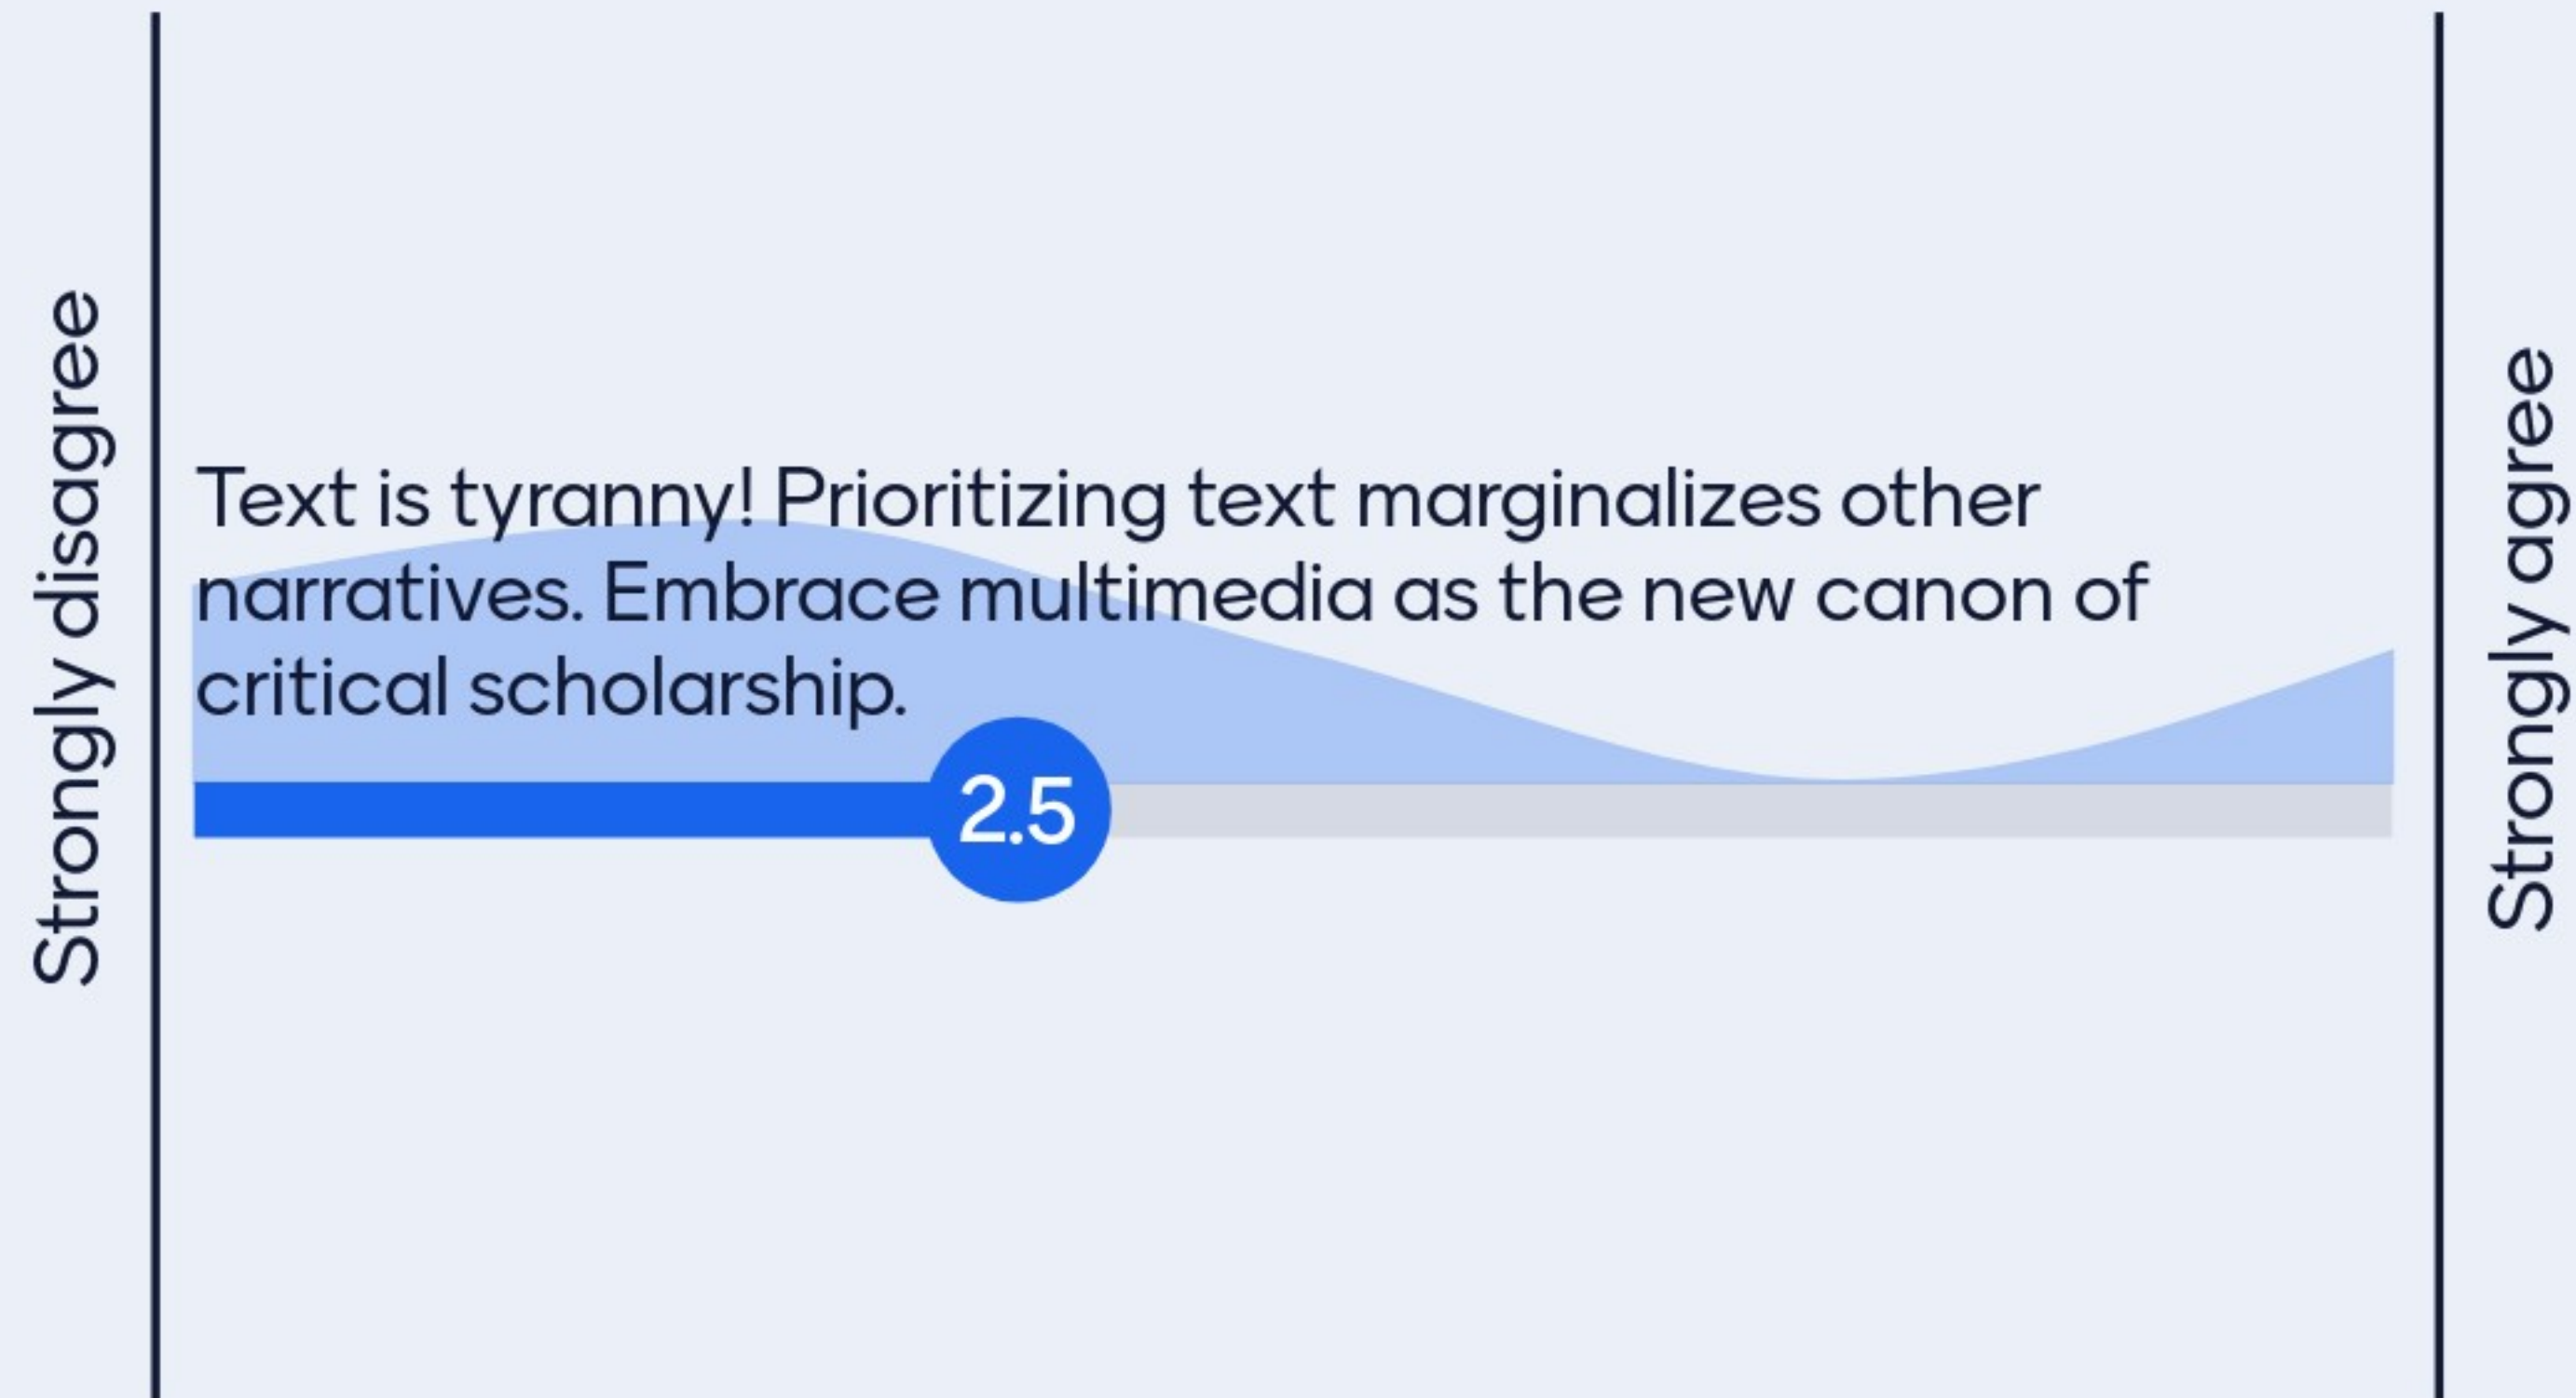 Strongly disagree
Text is tyranny! Prioritizing text marginalizes other
narratives. Embrace multimedia as the new canon of
critical scholarship.
2.5
Strongly agree